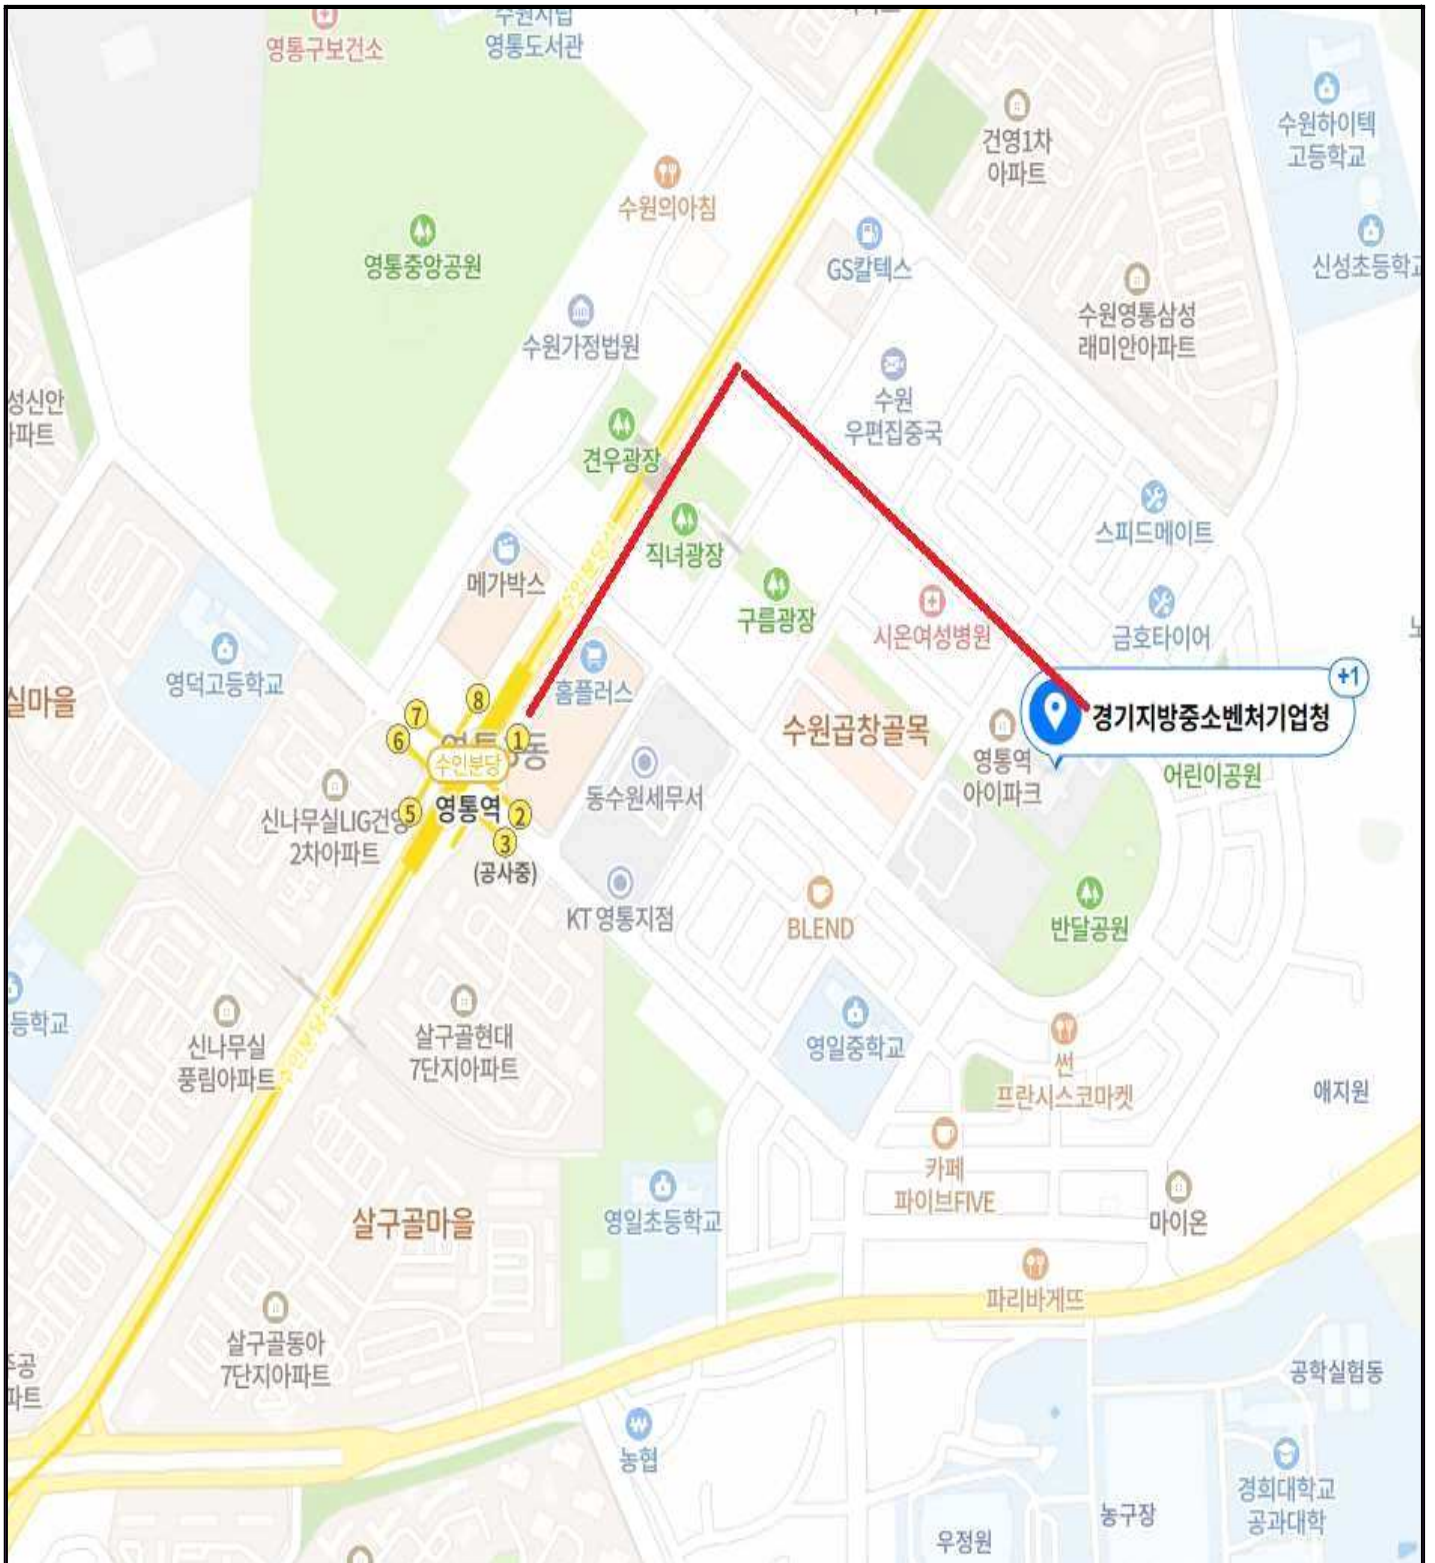 영통구보건소
영통도서관
건영1차
아파트
수원하이텍
고등학교
수원의아침
영통중앙공원
GS칼텍스
신성초등학교
수원가정법원
수원영통삼성
래미안아파트
성신안
수원
우편집중국
견우광장
직녀광장
스피드메이트
메가박스
구름광장
시온여성병원
금호타이어
영덕고등학교
홈플러스
실마을
+1
경기지방중소벤처기업청
수원곱창골목
8
7
6
1
수인분당
영통역
5
2
3
(공사중)
영통역
아이파크
어린이공원
동수원세무서
신나무실LIG건영
2차아파트
KT 영통지점
BLEND
반달공원
등학교
신나무실
풍림아파트
살구골현대
7단지아파트
수인분당선
영일중학교
썬
프란시스코마켓
애지원
카페
파이브FIVE
살구골마을
영일초등학교
마이온
파리바게뜨
살구골동아
7단지아파트
공학실험동
농협
경희대학교
공과대학
농구장
우정원